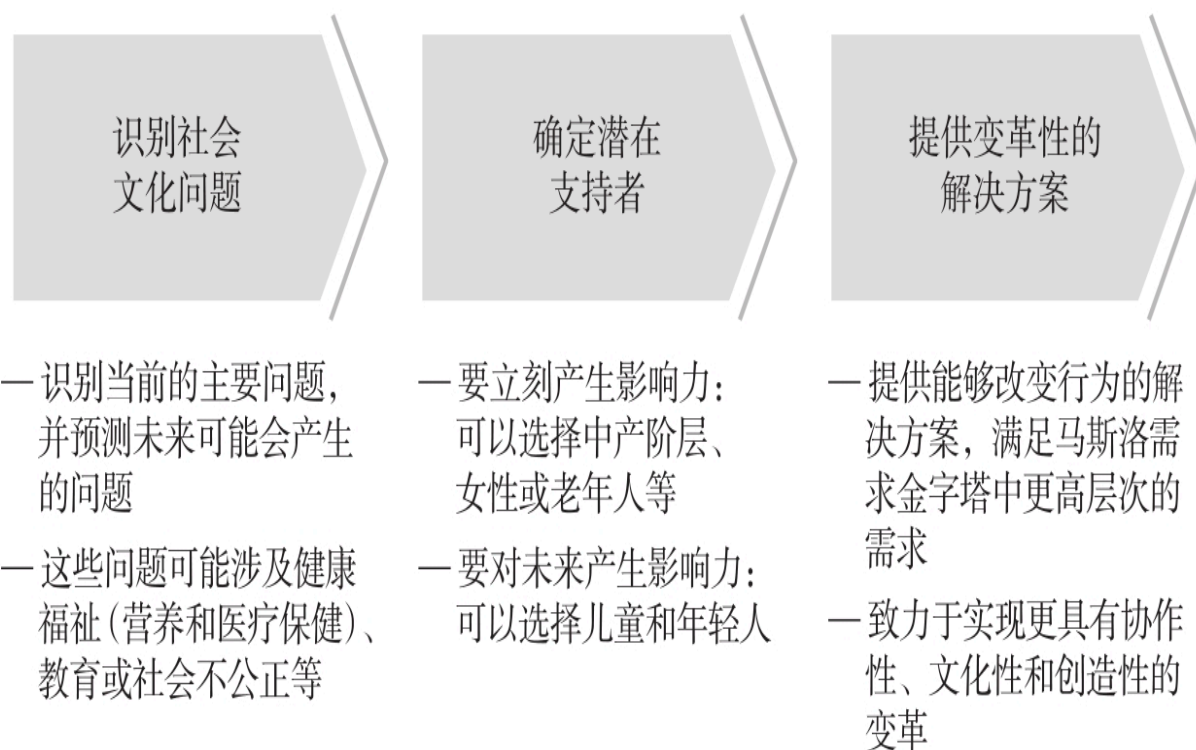 识别社会
文化问题
确定潜在
支持者
提供变革性的
解决方案
— 识别当前的主要问题，
并预测未来可能会产生
的问题
— 这些问题可能涉及健康
福祉（营养和医疗保健）、
教育或社会不公正等
— 要立刻产生影响力：
可以选择中产阶层、
女性或老年人等
— 要对未来产生影响力：
可以选择儿童和年轻人
— 提供能够改变行为的解
决方案，满足马斯洛需
求金字塔中更高层次的
需求
— 致力于实现更具有协作
性、文化性和创造性的
变革